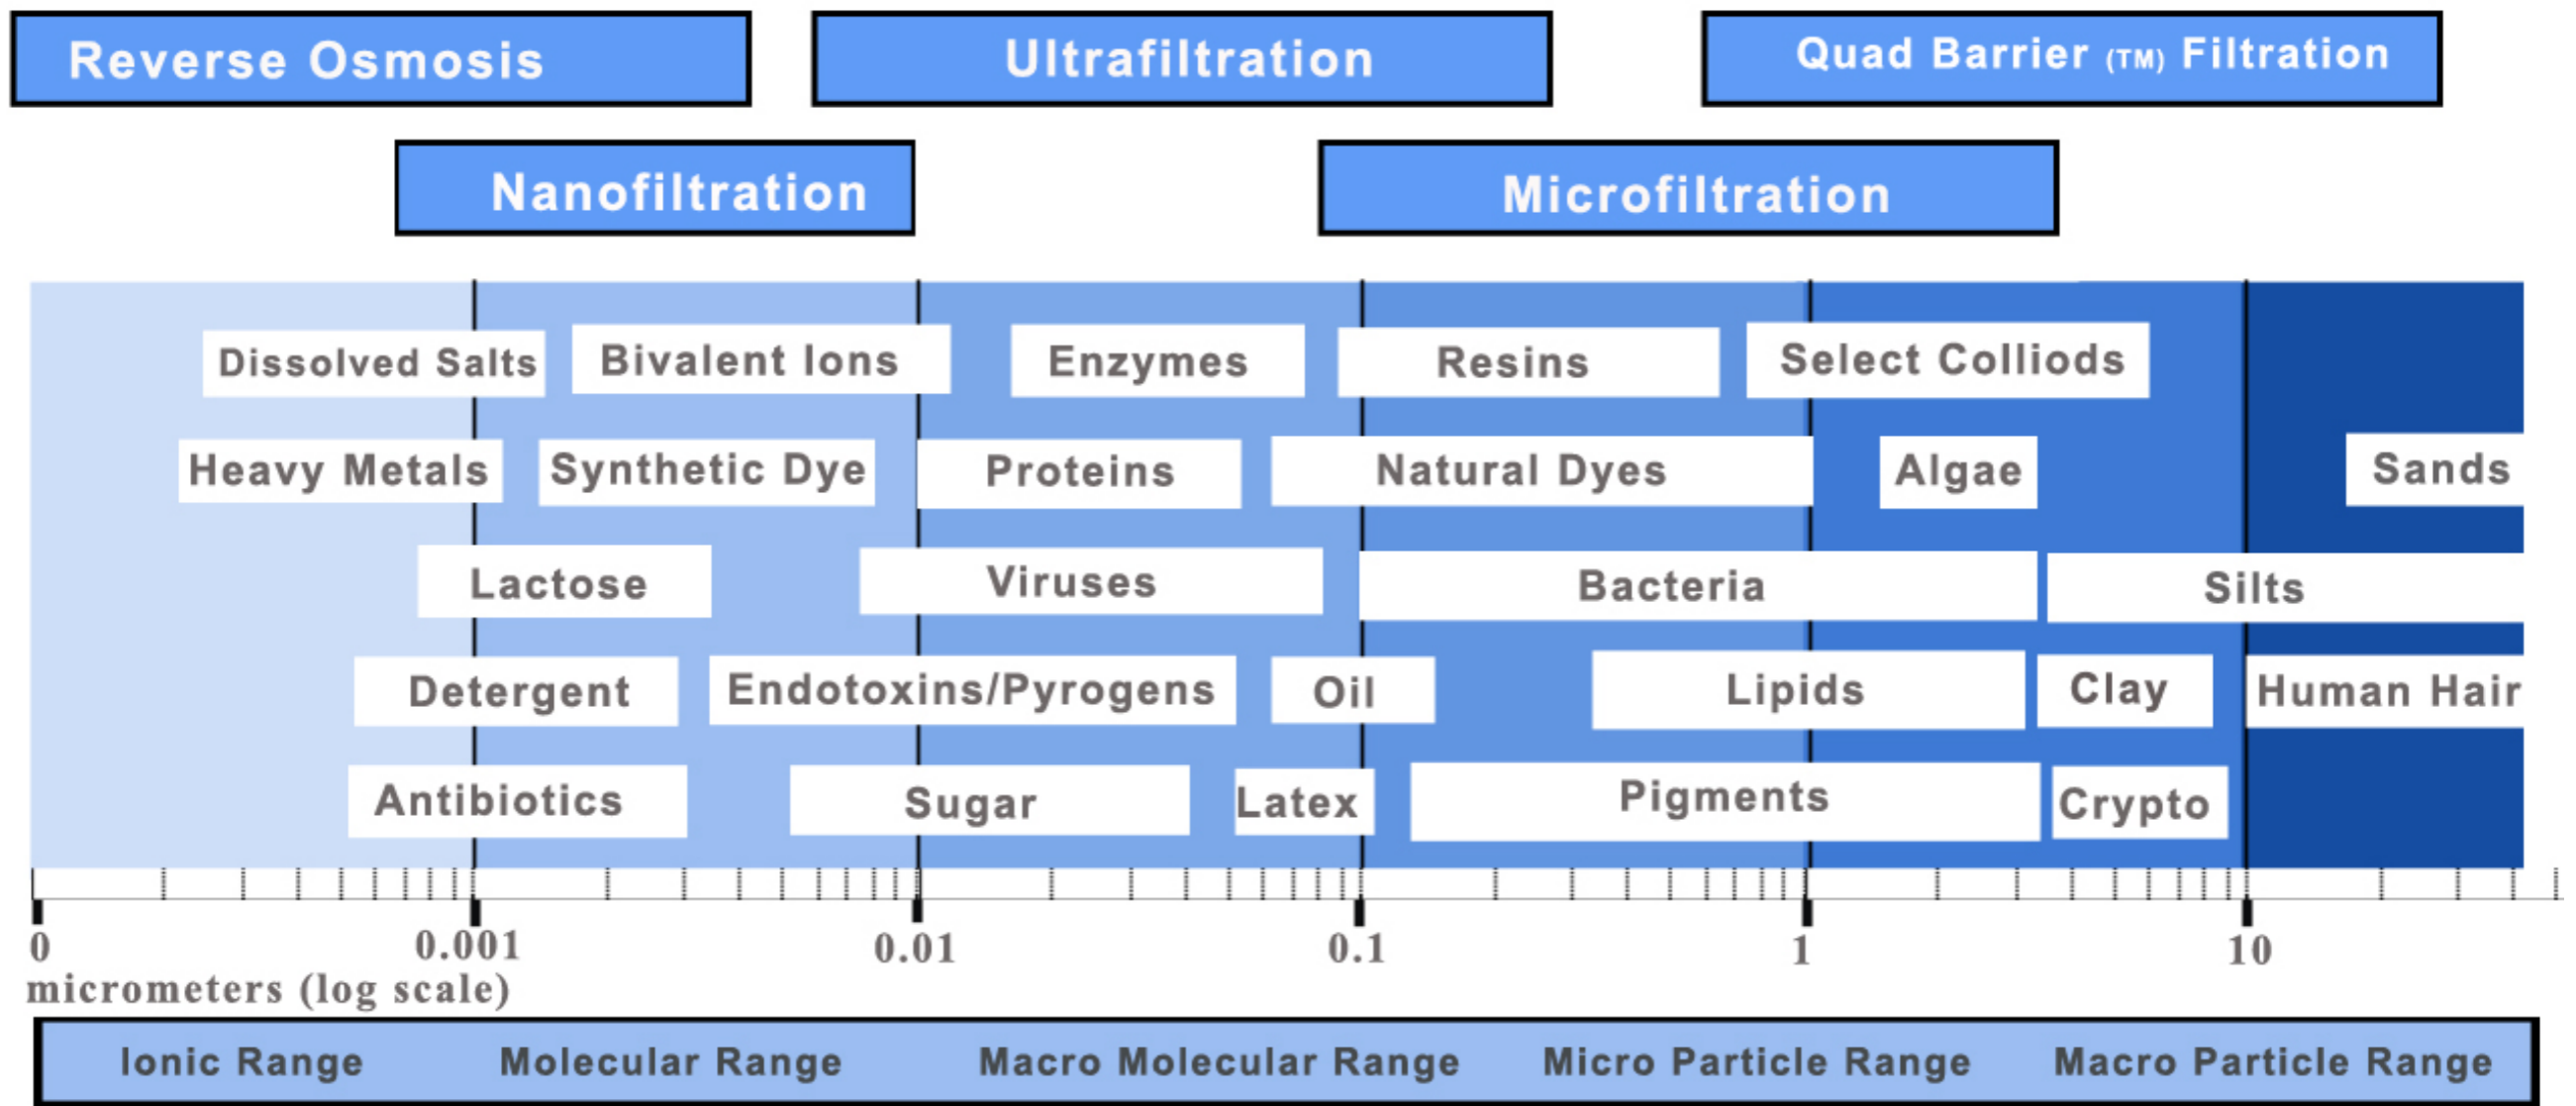 Reverse Osmosis
Ultrafiltration
Quad Barrier (TM) Filtration
Nanofiltration
Microfiltration
Dissolved Salts
Bivalent Ions
Enzymes
Resins
Select Colliods
Heavy Metals
Synthetic Dye
Proteins
Natural Dyes
Algae
Sands
Lactose
Viruses
Bacteria
Silts
Detergent
Endotoxins/Pyrogens
Oil
Lipids
Clay
Human Hair
Antibiotics
Sugar
Latex
Pigments
Crypto
0
0.001
0.01
0.1
1
10
micrometers (log scale)
Ionic Range
Molecular Range
Macro Molecular Range
Micro Particle Range
Macro Particle Range